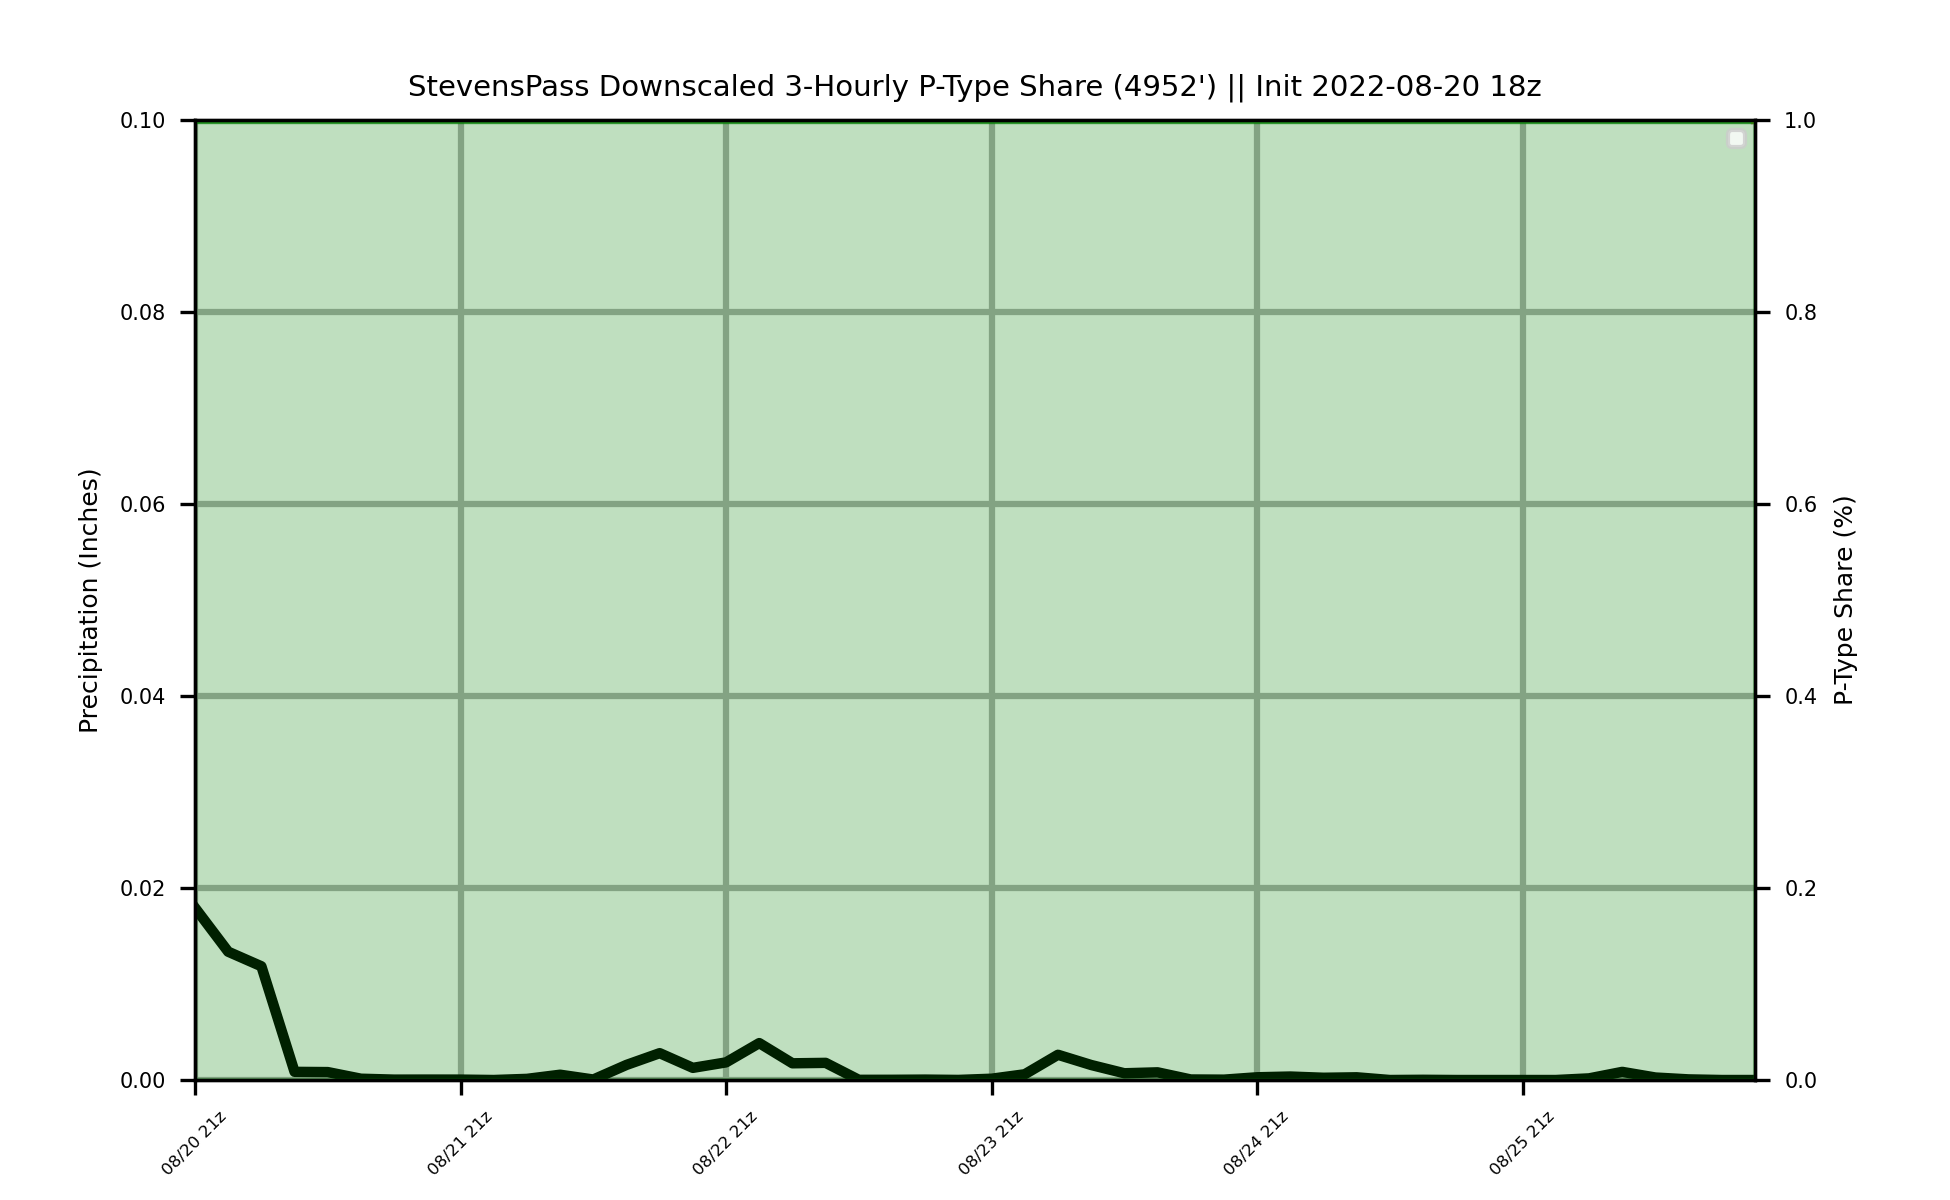 StevensPass Downscaled 3-Hourly P-Type Share (4952') || Init 2022-08-20 18z
0.10
0.08
0.06
0.04
0.02
0.00
Precipitation (Inches)
1.0
0.8
0.6
0.4
0.2
0.0
P-Type Share (%)
08/20 21z
08/21 21z
08/22 21z
08/23 21z
08/24 21z
08/25 21z